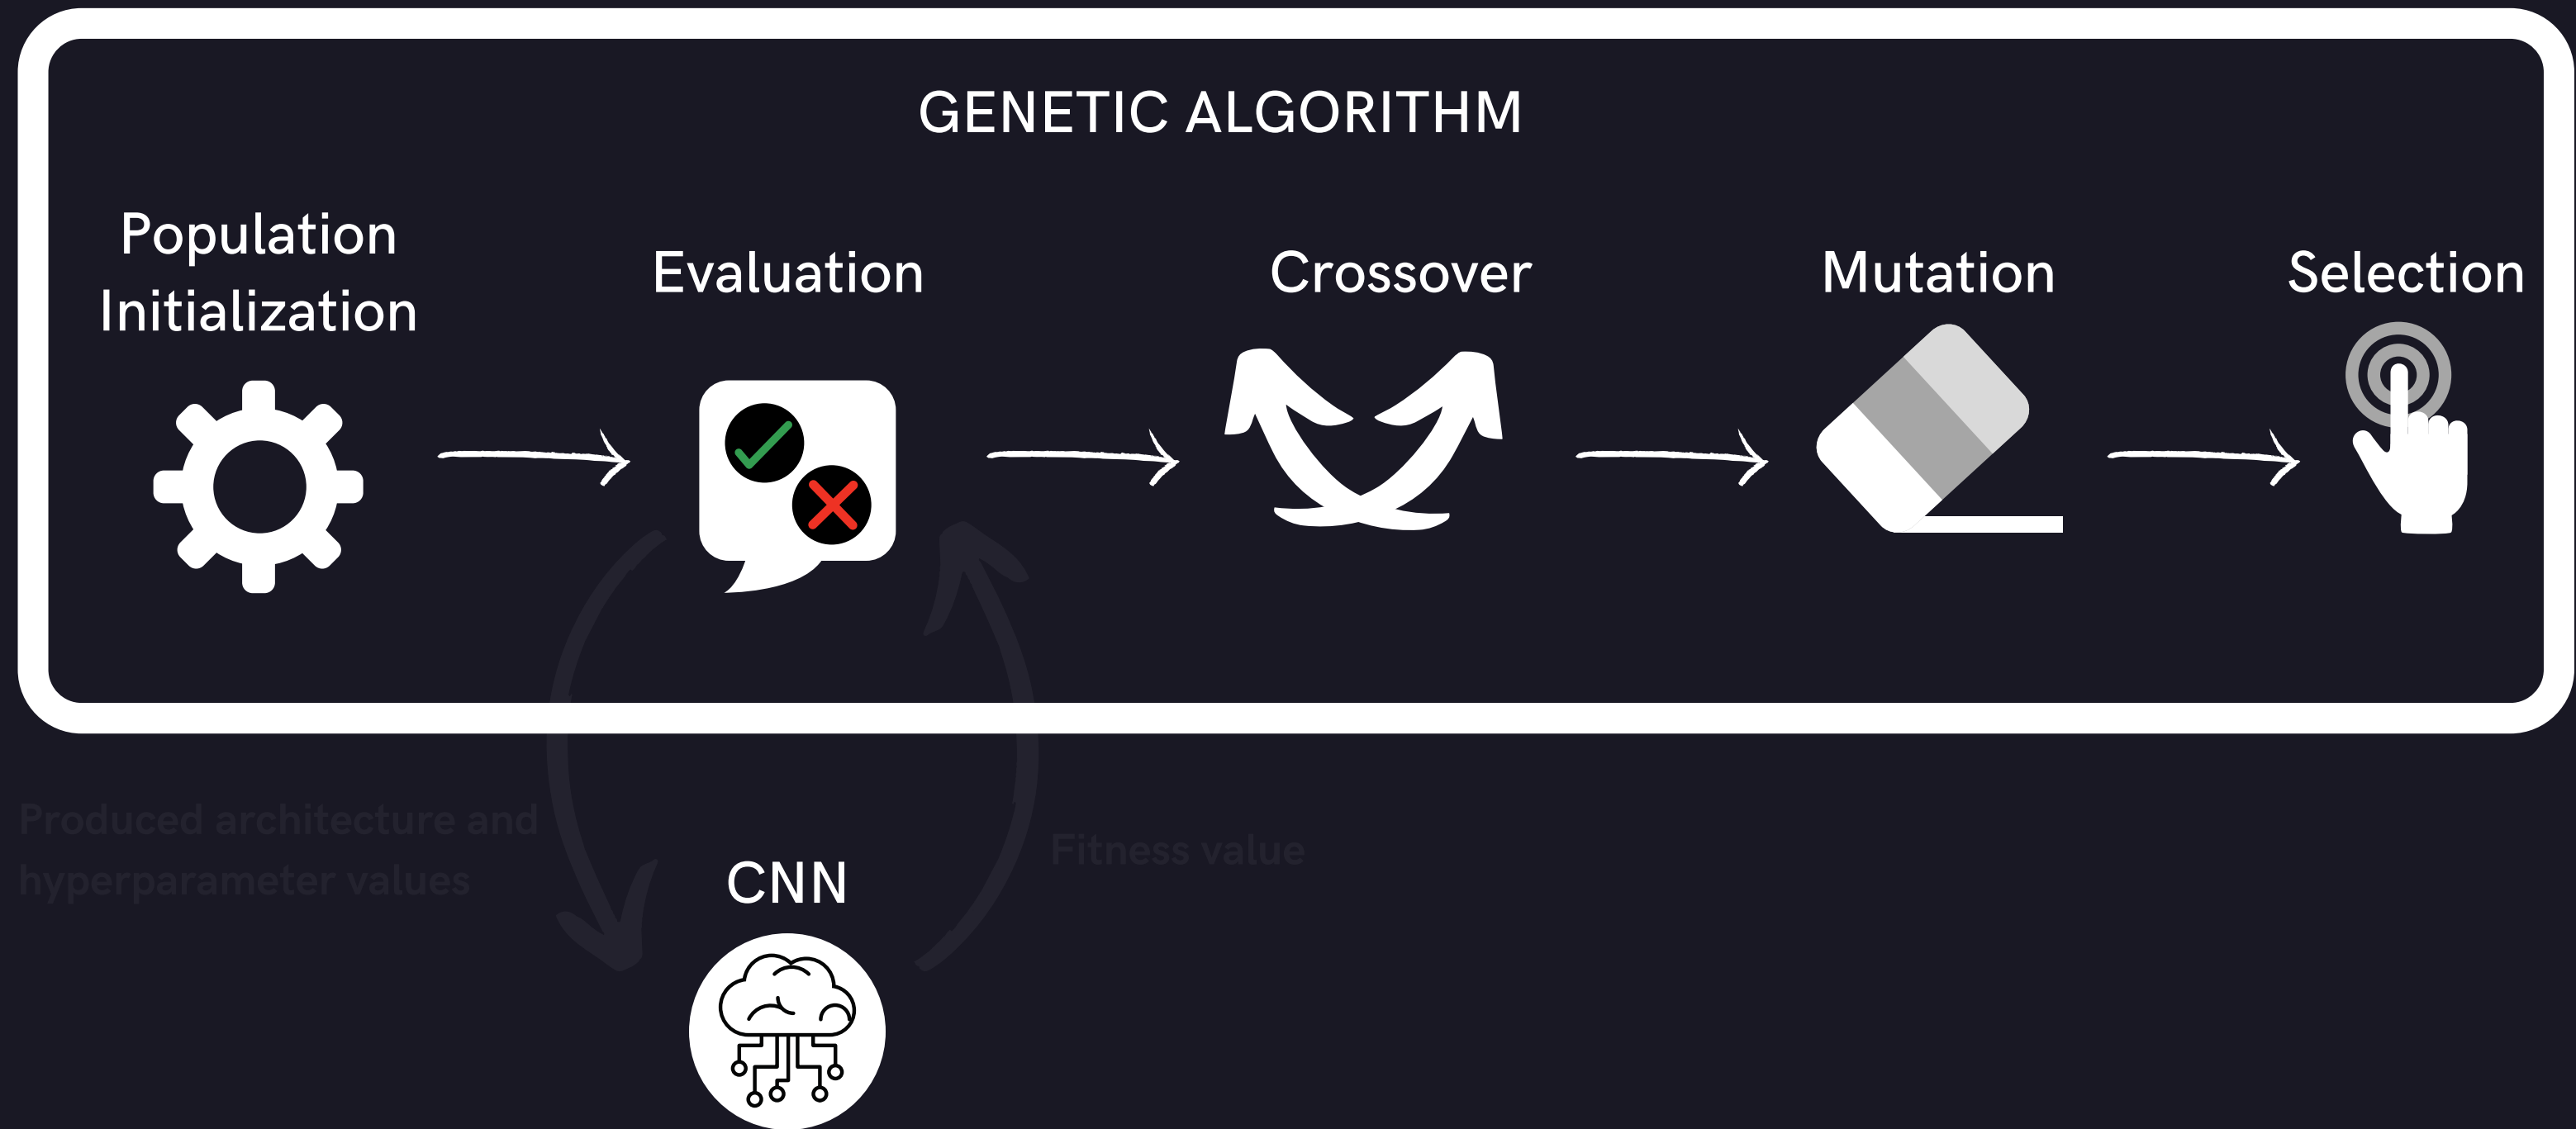 GENETIC ALGORITHM
Population
Initialization
Evaluation
Crossover
Mutation
Selection
Produced architecture and
hyperparameter values
Fitness value
CNN